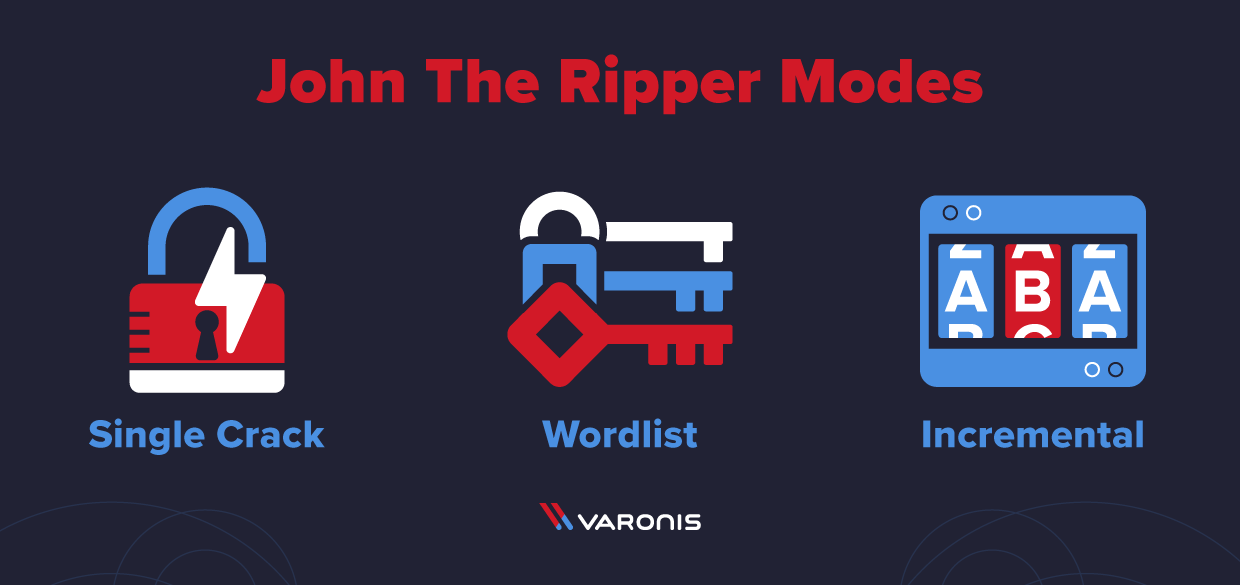 John The Ripper Modes
Z A Z
A B A
B C B
Single Crack Wordlist Incremental
VARONIS